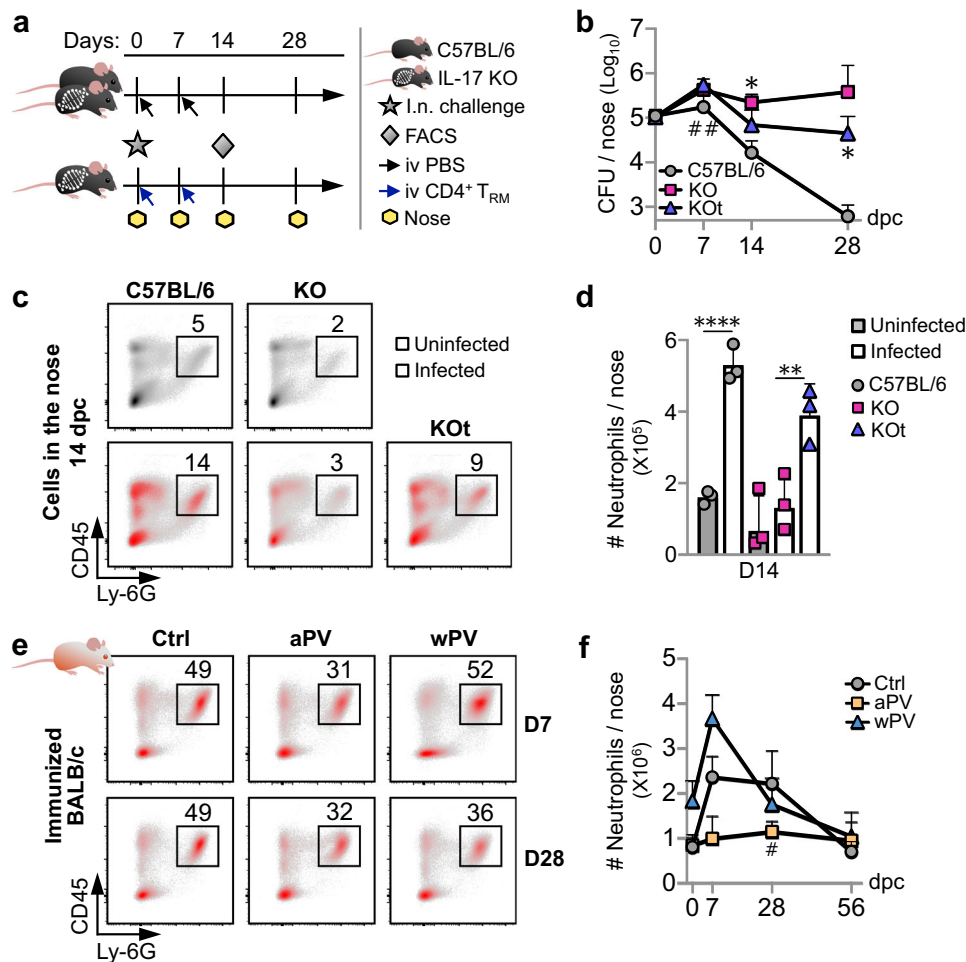 a
Days: 0 7 14 28
C57BL/6
IL-17 KO
I.n. challenge
FACS
iv PBS
iv CD4+ TRM
Nose
b
CFU / nose (Log10)
6
5
4
3
*
##
*
C57BL/6
KO
KOt
dpc
0 7 14 28
c
C57BL/6 KO
5 2
Uninfected
Infected
KOt
14 3 9
Cells in the nose
14 dpc
CD45
Ly-6G
d
# Neutrophils / nose
(X105)
6
4
2
0
****
**
Uninfected
Infected
C57BL/6
KO
KOt
D14
e
Ctrl aPV wPV
49 31 52
D7
49 32 36
D28
Immunized
BALB/c
CD45
Ly-6G
f
# Neutrophils / nose
(X106)
5
4
3
2
1
0
Ctrl
aPV
wPV
#
dpc
0 7 28 56